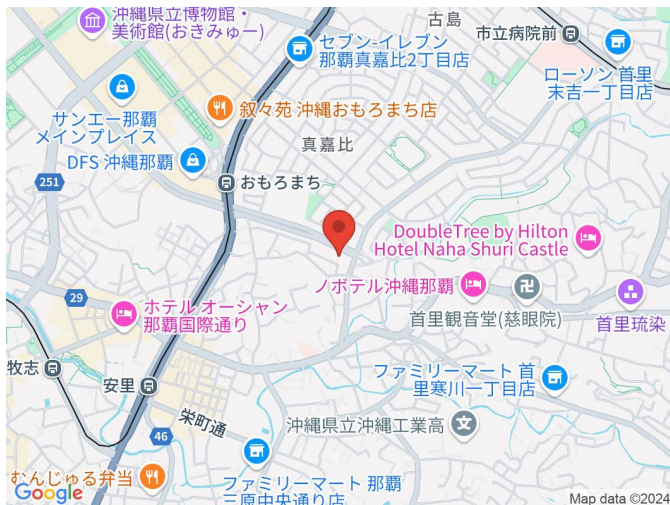 沖縄県立博物館・
美術館(おきみゅー)
古島
市立病院前
セブン-イレブン
那覇真嘉比2丁目店
ローソン 首里
末吉一丁目店
サンエー那覇
メインプレイス
叙々苑 沖縄おもろまち店
真嘉比
DFS 沖縄那覇
251
おもろまち
DoubleTree by Hilton
Hotel Naha Shuri Castle
ノボテル沖縄那覇
29
ホテル オーシャン
那覇国際通り
首里観音堂(慈眼院)
首里琉染
牧志
安里
ファミリーマート 首
里寒川一丁目店
栄町通
46
沖縄県立沖縄工業高
むんじゅる弁当
ファミリーマート 那覇
三原中央通り店
Google
Map data ©2024